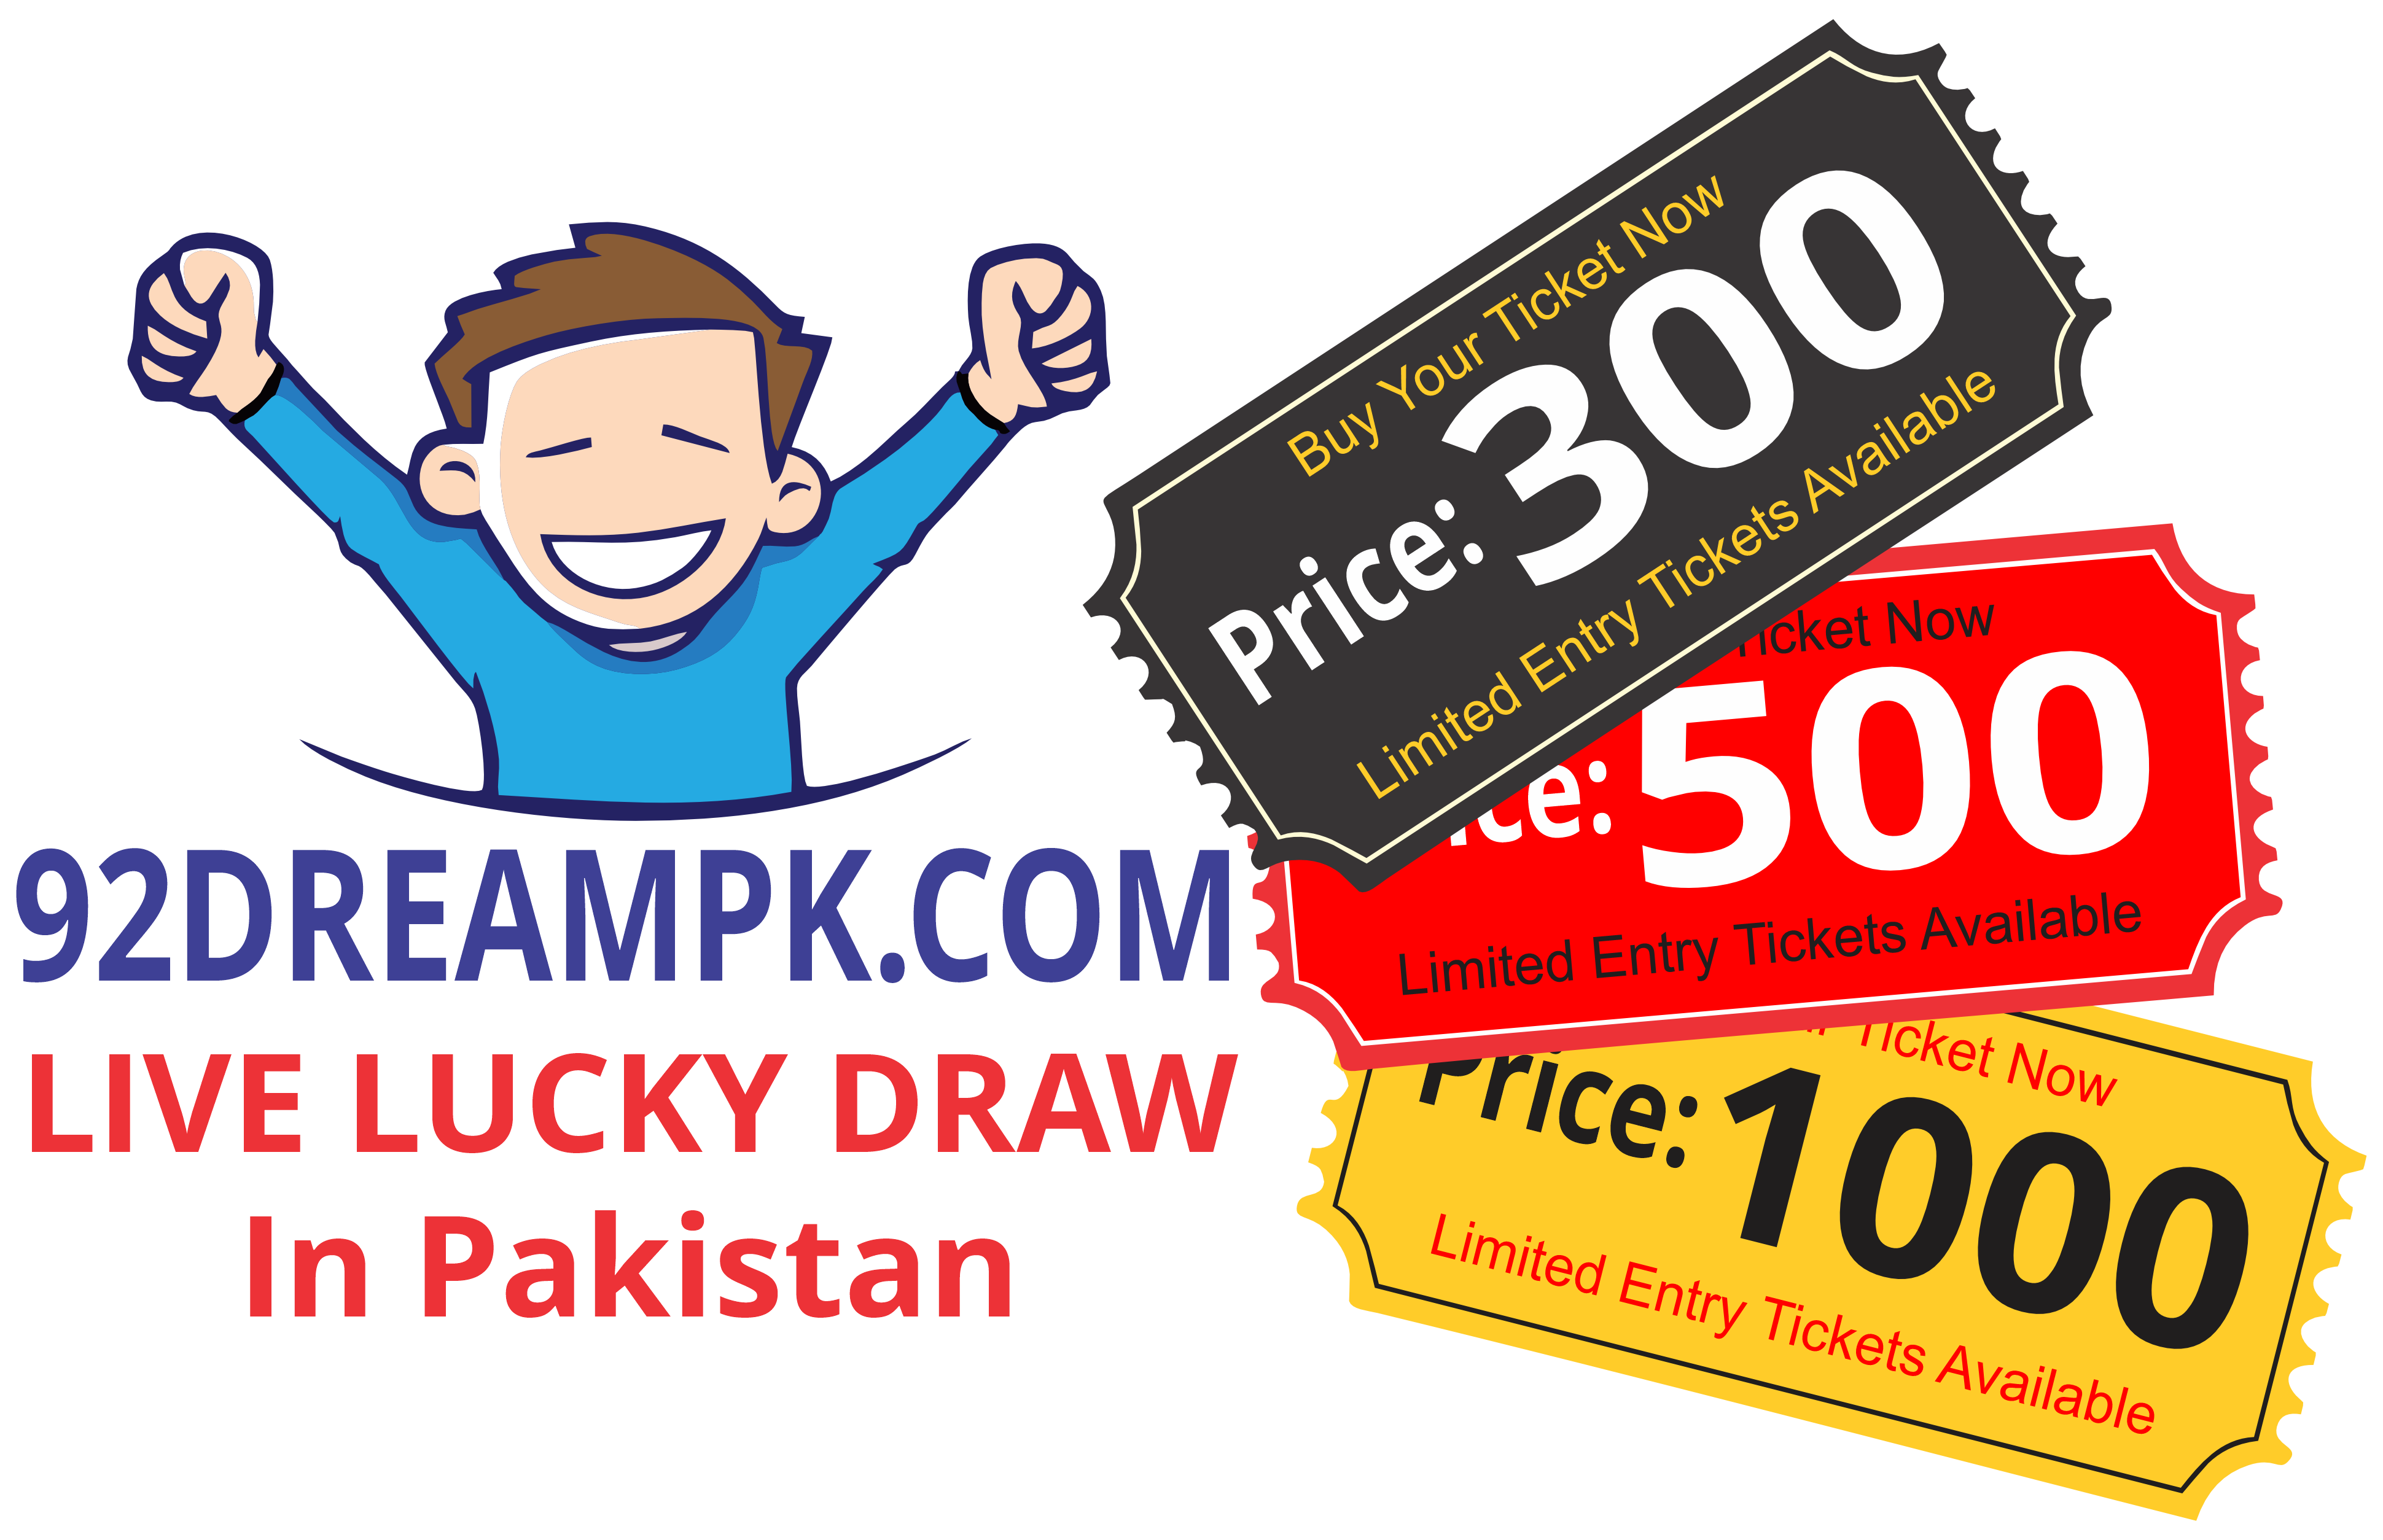 92DREAMPK.COM
LIVE LUCKY DRAW
In Pakistan
Buy Your Ticket Now
Price: 300
Limited Entry Tickets Available
Ticket Now
500
Limited Entry Tickets Available
Ticket Now
Price: 1000
Limited Entry Tickets Available